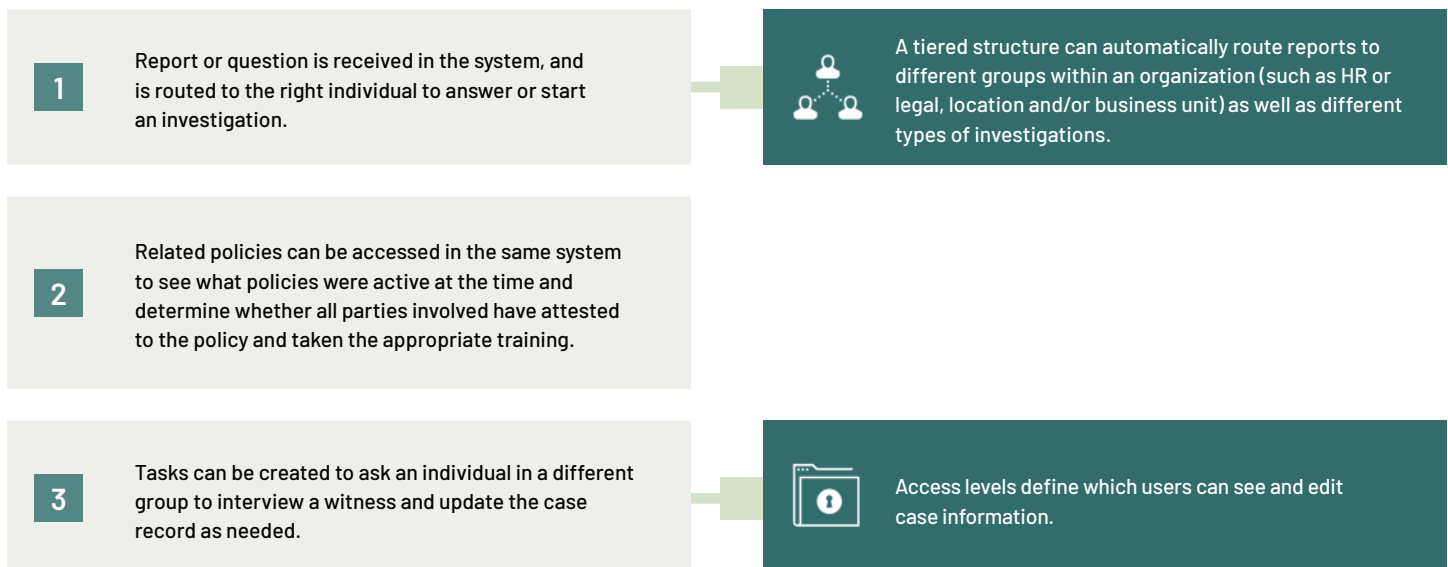 1
Report or question is received in the system, and
is routed to the right individual to answer or start
an investigation.
A tiered structure can automatically route reports to
different groups within an organization (such as HR or
legal, location and/or business unit) as well as different
types of investigations.
2
Related policies can be accessed in the same system
to see what policies were active at the time and
determine whether all parties involved have attested
to the policy and taken the appropriate training.
3
Tasks can be created to ask an individual in a different
group to interview a witness and update the case
record as needed.
Access levels define which users can see and edit
case information.